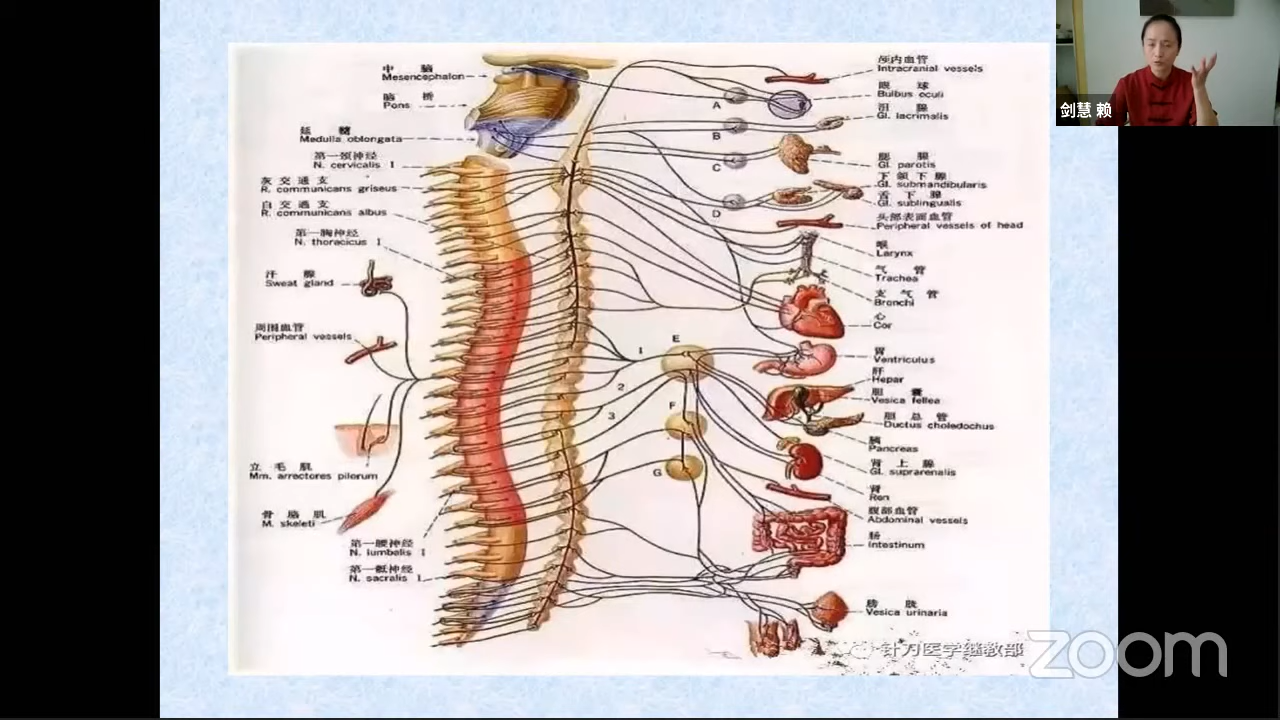 中 脑
Mesencephalon
脑 桥
Pons
延 髓
Medulla oblongata
第一颈神经
N. cervicalis I
灰 交 通 支
R. communicans griseus
白 交 通 支
R. communicans albus
第一胸神经
N. thoracicus I
汗 腺
Sweat gland
周围血管
Peripheral vessels
立 毛 肌
Mm. arrectores pilorum
骨 骼 肌
M. skeleti
第一腰神经
N. lumbalis I
第一骶神经
N. sacralis I
A
B
C
D
E
F
G
1
2
3
颅内血管
Intracranial vessels
眼 球
Bulbus oculi
泪 腺
Gl. lacrimalis
腮 腺
Gl. parotis
下 颌 下 腺
Gl. submandibularis
舌 下 腺
Gl. sublingualis
头部表面血管
Peripheral vessels of head
喉
Larynx
气 管
Trachea
支 气 管
Bronchi
心
Cor
胃
Ventriculus
肝
Hepar
胆 囊
Vesica fellea
胆 总 管
Ductus choledochus
胰
Pancreas
肾 上 腺
Gl. suprarenalis
肾
Ren
腹部血管
Abdominal vessels
肠
Intestinum
膀 胱
Vesica urinaria
针刀医学继教部
zoom
剑慧 赖